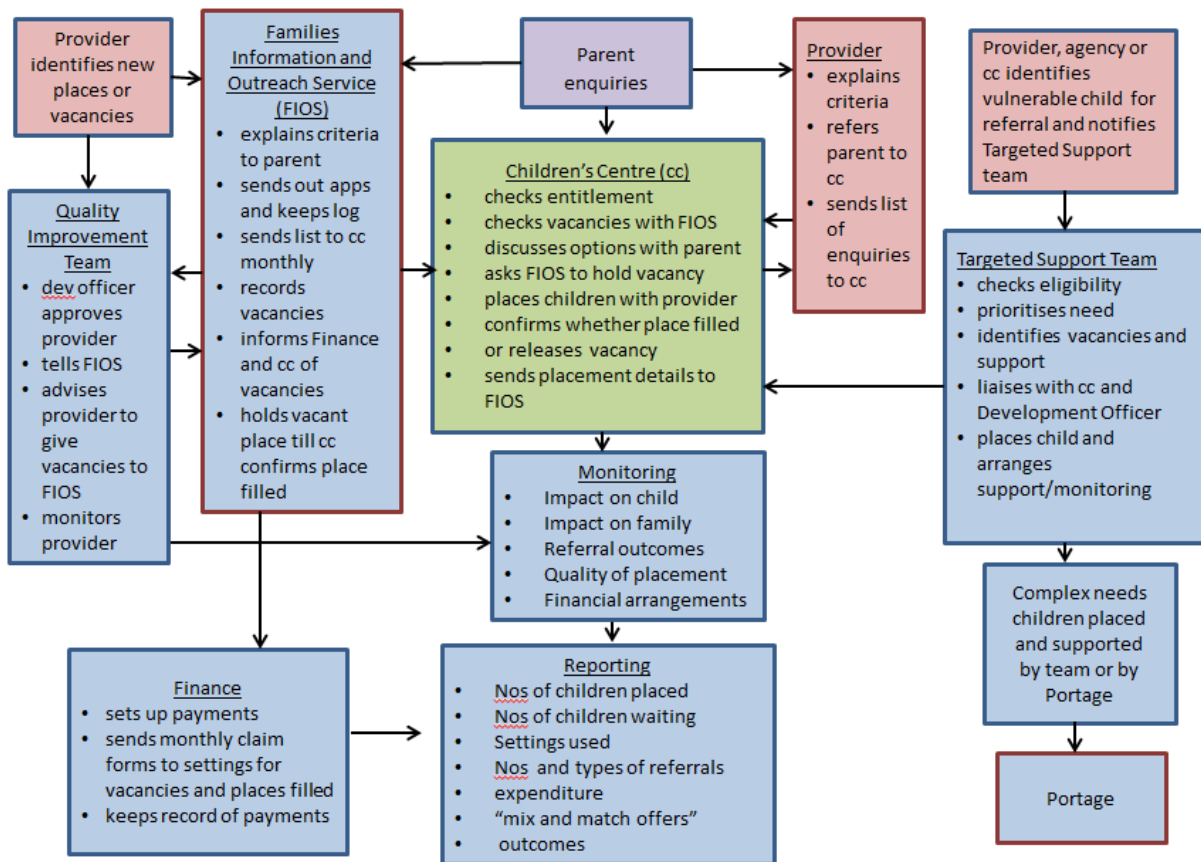 Provider
identifies new
places or
vacancies
Families
Information and
Outreach Service
(FIOS)
• explains criteria
to parent
• sends out apps
and keeps log
• sends list to cc
monthly
• records
vacancies
• informs Finance
and cc of
vacancies
• holds vacant
place till cc
confirms place
filled
Parent
enquiries
Provider
• explains
criteria
• refers
parent to
cc
• sends list
of
enquiries
to cc
Provider, agency or
cc identifies
vulnerable child for
referral and notifies
Targeted Support
team
Quality
Improvement
Team
• dev officer
approves
provider
• tells FIOS
• advises
provider to
give
vacancies to
FIOS
• monitors
provider
Children's Centre (cc)
• checks entitlement
• checks vacancies with FIOS
• discusses options with parent
• asks FIOS to hold vacancy
• places children with provider
• confirms whether place filled
• or releases vacancy
• sends placement details to
FIOS
Targeted Support Team
• checks eligibility
• prioritises need
• identifies vacancies and
support
• liaises with cc and
Development Officer
• places child and
arranges
support/monitoring
Monitoring
• Impact on child
• Impact on family
• Referral outcomes
• Quality of placement
• Financial arrangements
Complex needs
children placed
and supported
by team or by
Portage
Finance
• sets up payments
• sends monthly claim
forms to settings for
vacancies and places filled
• keeps record of payments
Reporting
• Nos of children placed
• Nos of children waiting
• Settings used
• Nos and types of referrals
• expenditure
• "mix and match offers"
• outcomes
Portage